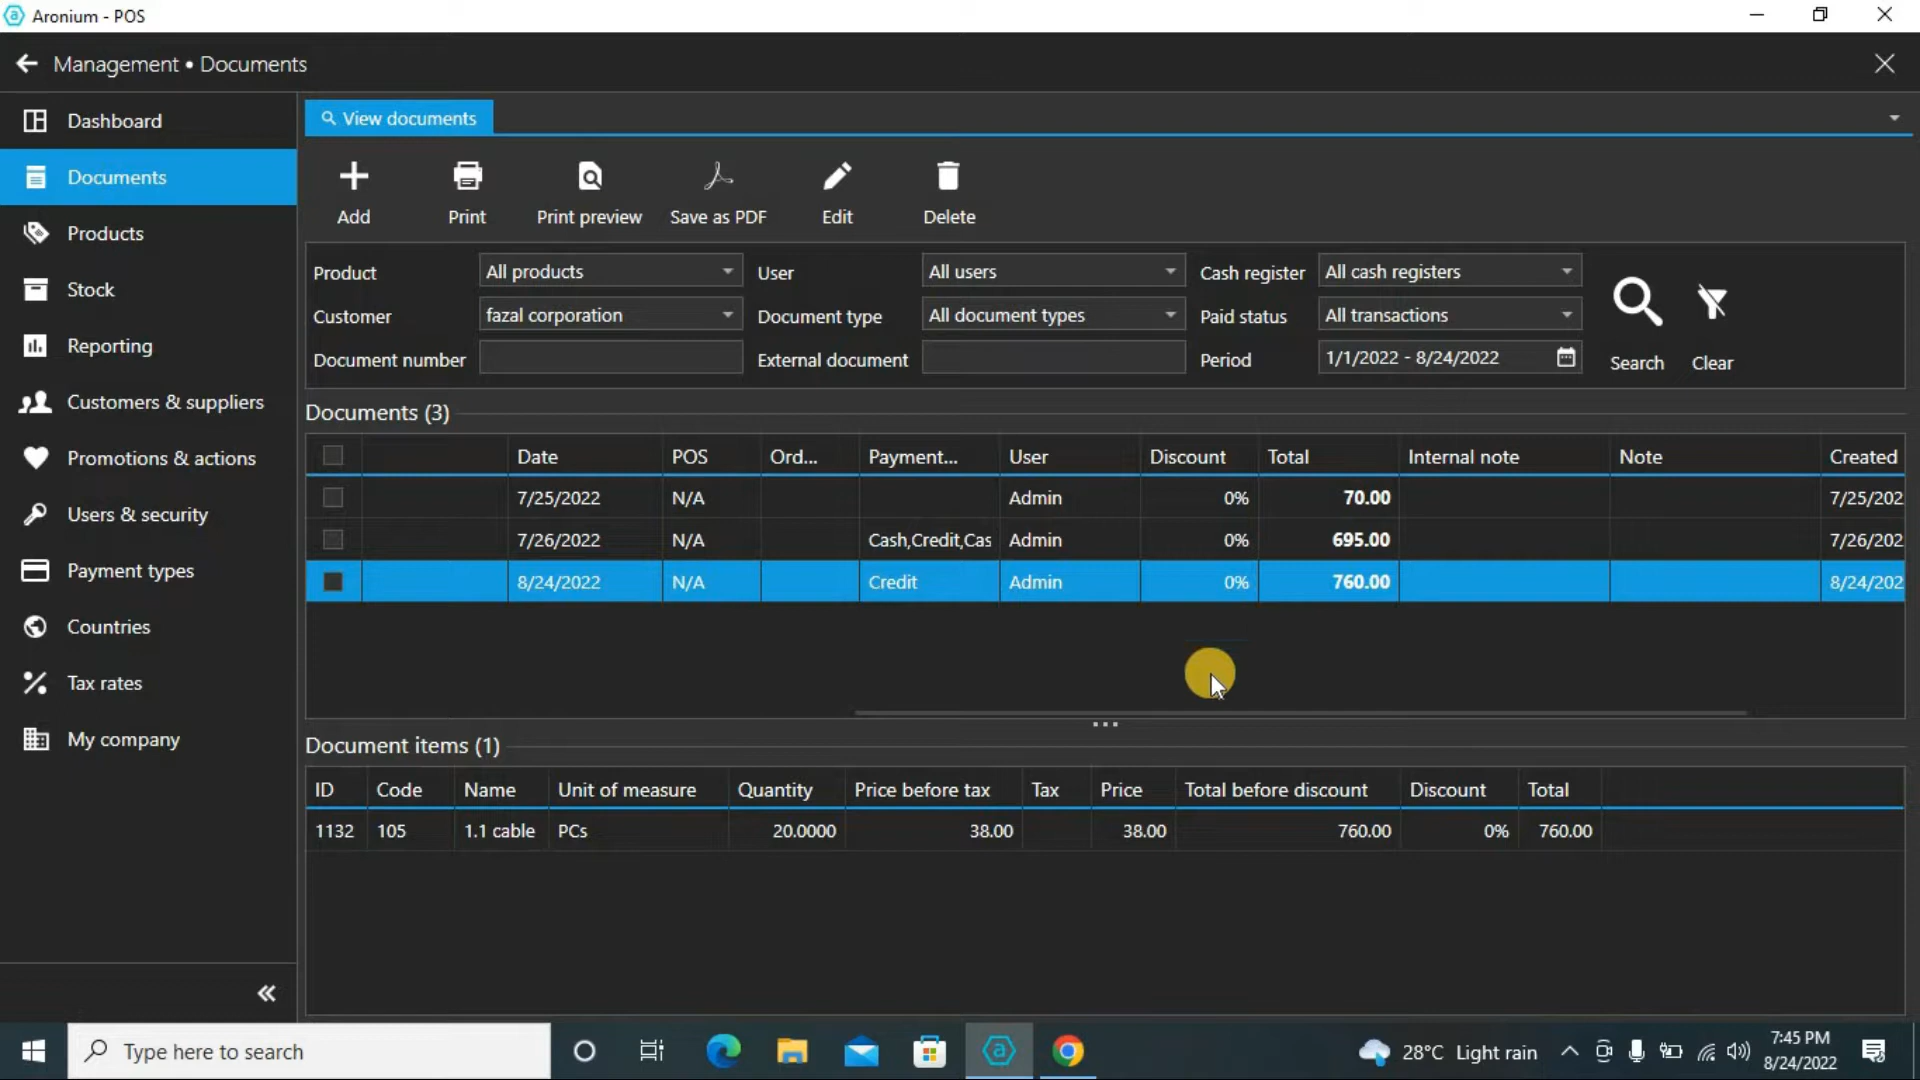 Aronium - POS
Management • Documents
Dashboard
Documents
Products
Stock
Reporting
Customers & suppliers
Promotions & actions
Users & security
Payment types
Countries
Tax rates
My company
View documents
Add Print Print preview Save as PDF Edit Delete
Product All products User All users Cash register All cash registers
Customer fazal corporation Document type All document types Paid status All transactions
Document number External document Period 1/1/2022 - 8/24/2022
Search Clear
Documents (3)
Date POS Ord... Payment... User Discount Total Internal note Note Created
7/25/2022 N/A Admin 0% 70.00 7/25/202
7/26/2022 N/A Cash,Credit,Cas Admin 0% 695.00 7/26/202
8/24/2022 N/A Credit Admin 0% 760.00 8/24/202
Document items (1)
ID Code Name Unit of measure Quantity Price before tax Tax Price Total before discount Discount Total
1132 105 1.1 cable PCs 20.0000 38.00 38.00 760.00 0% 760.00
Type here to search
28°C Light rain
7:45 PM
8/24/2022